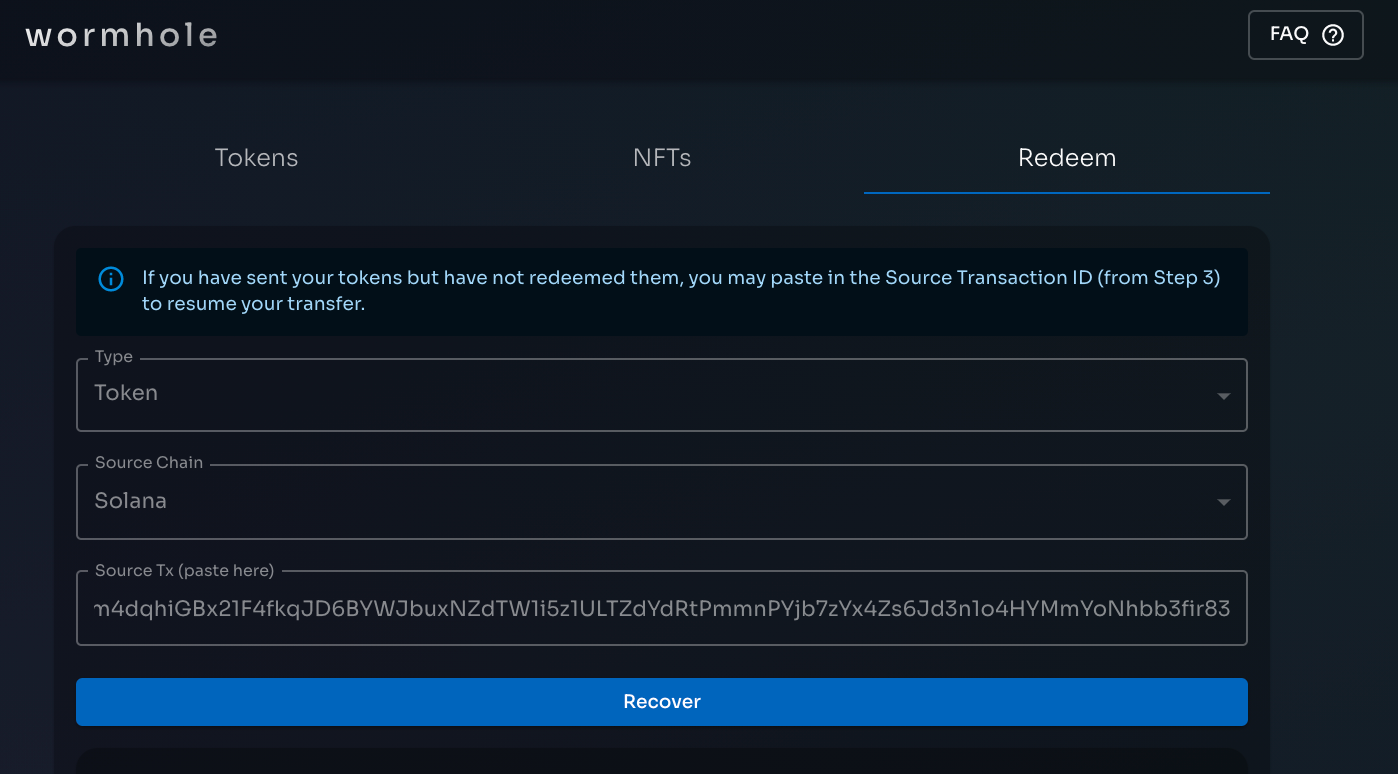 wormhole
FAQ
Tokens
NFTs
Redeem
If you have sent your tokens but have not redeemed them, you may paste in the Source Transaction ID (from Step 3)
to resume your transfer.
Type
Token
Source Chain
Solana
Source Tx (paste here)
m4dqhiGBx21F4fkqJD6BYWJbuxNZdTW1i5z1ULTZdYdRtPmmnPYjb7zYx4Zs6Jd3n1o4HYMmYoNhbb3fir83
Recover